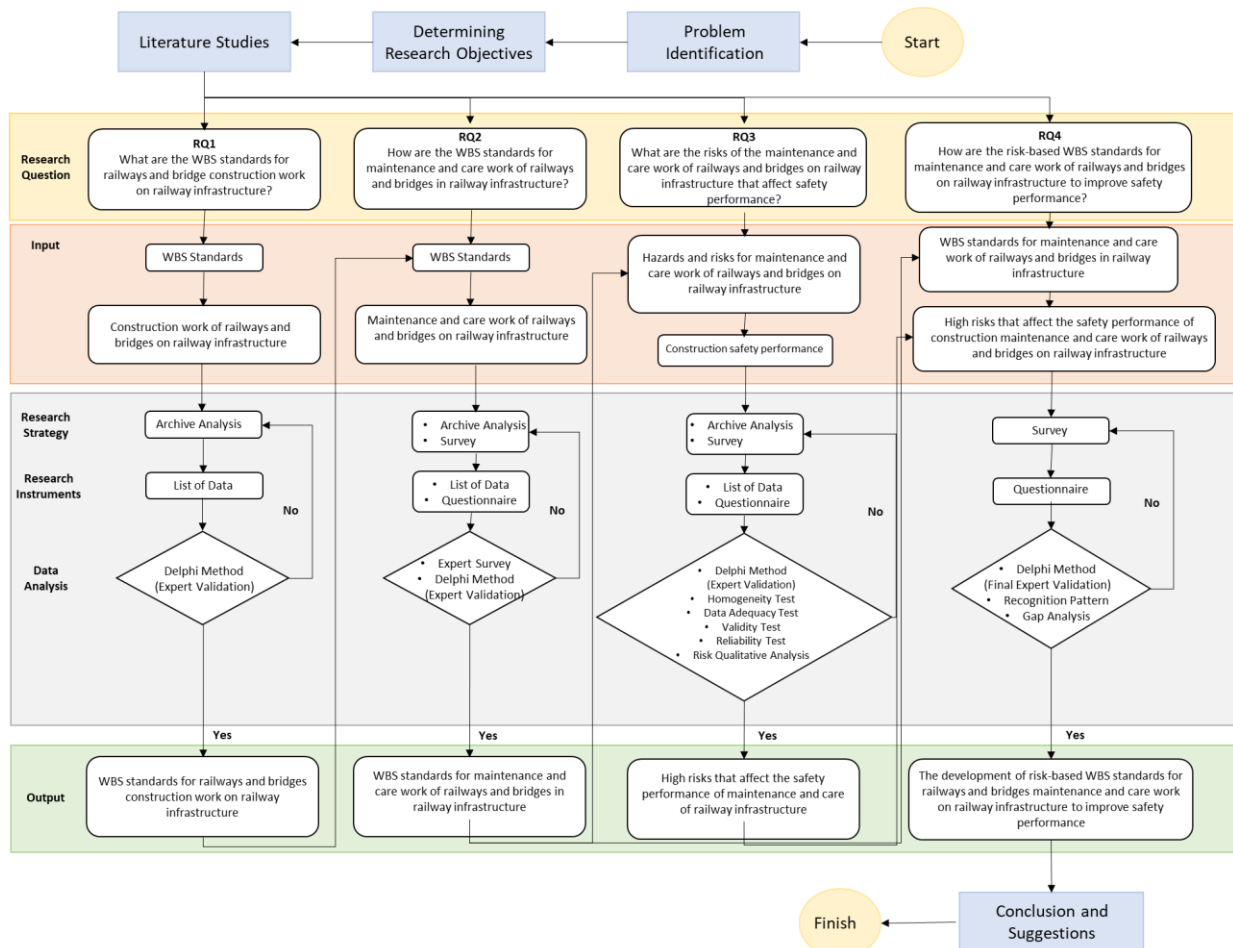 Literature Studies
Determining
Research Objectives
Problem
Identification
Start
Research
Question
RQ1
What are the WBS standards for
railways and bridge construction work
on railway infrastructure?
RQ2
How are the WBS standards for
maintenance and care work of railways
and bridges in railway infrastructure?
RQ3
What are the risks of the maintenance and
care work of railways and bridges on railway
infrastructure that affect safety
performance?
RQ4
How are the risk-based WBS standards for
maintenance and care work of railways and bridges
on railway infrastructure to improve safety
performance?
Input
WBS Standards
Construction work of railways and
bridges on railway infrastructure
WBS Standards
Maintenance and care work of railways
and bridges on railway infrastructure
Hazards and risks for maintenance and
care work of railways and bridges on
railway infrastructure
Construction safety performance
WBS standards for maintenance and care
work of railways and bridges in railway
infrastructure
High risks that affect the safety performance of
construction maintenance and care work of railways
and bridges on railway infrastructure
Research
Strategy
Archive Analysis
• Archive Analysis
• Survey
• Archive Analysis
• Survey
Survey
Research
Instruments
List of Data
• List of Data
• Questionnaire
• List of Data
• Questionnaire
Questionnaire
No
No
No
No
Data
Analysis
Delphi Method
(Expert Validation)
• Expert Survey
• Delphi Method
(Expert Validation)
• Delphi Method
(Expert Validation)
• Homogeneity Test
• Data Adequacy Test
• Validity Test
• Reliability Test
• Risk Qualitative Analysis
• Delphi Method
(Final Expert Validation)
• Recognition Pattern
• Gap Analysis
Yes
Yes
Yes
Yes
Output
WBS standards for railways and bridges
construction work on railway
infrastructure
WBS standards for maintenance and
care work of railways and bridges in
railway infrastructure
High risks that affect the safety
performance of maintenance and care
of railway infrastructure
The development of risk-based WBS standards for
railways and bridges maintenance and care work
on railway infrastructure to improve safety
performance
Finish
Conclusion and
Suggestions